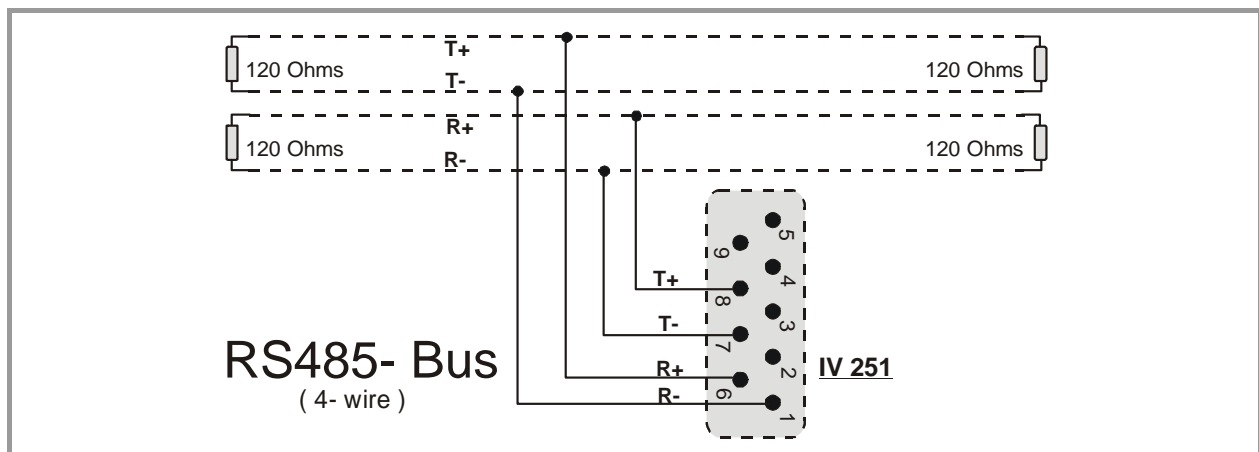 T+
120 Ohms 120 Ohms
T-
R+
120 Ohms 120 Ohms
R-
5
9
T+ 4
8
T- 3
7
RS485- Bus R+ 2 IV 251
( 4- wire ) R- 6
1